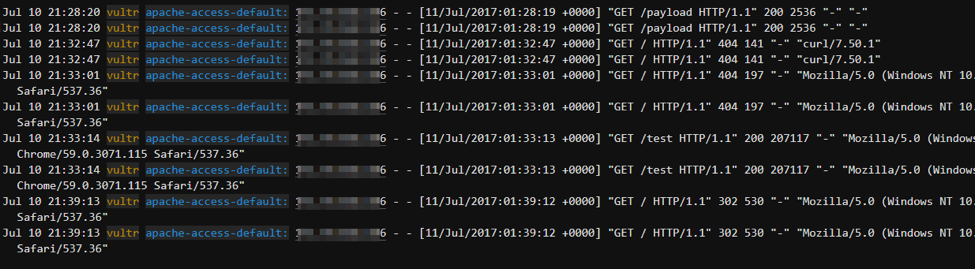 Jul 10 21:28:20 vultr apache-access-default: 6 - - [11/Jul/2017:01:28:19 +0000] "GET /payload HTTP/1.1" 200 2536 "-" "-"
Jul 10 21:28:20 vultr apache-access-default: 6 - - [11/Jul/2017:01:28:19 +0000] "GET /payload HTTP/1.1" 200 2536 "-" "-"
Jul 10 21:32:47 vultr apache-access-default: 6 - - [11/Jul/2017:01:32:47 +0000] "GET / HTTP/1.1" 404 141 "-" "curl/7.50.1"
Jul 10 21:32:47 vultr apache-access-default: 6 - - [11/Jul/2017:01:32:47 +0000] "GET / HTTP/1.1" 404 141 "-" "curl/7.50.1"
Jul 10 21:33:01 vultr apache-access-default: 6 - - [11/Jul/2017:01:33:01 +0000] "GET / HTTP/1.1" 404 197 "-" "Mozilla/5.0 (Windows NT 10.
Safari/537.36"
Jul 10 21:33:01 vultr apache-access-default: 6 - - [11/Jul/2017:01:33:01 +0000] "GET / HTTP/1.1" 404 197 "-" "Mozilla/5.0 (Windows NT 10.
Safari/537.36"
Jul 10 21:33:14 vultr apache-access-default: 6 - - [11/Jul/2017:01:33:13 +0000] "GET /test HTTP/1.1" 200 207117 "-" "Mozilla/5.0 (Windows
Chrome/59.0.3071.115 Safari/537.36"
Jul 10 21:33:14 vultr apache-access-default: 6 - - [11/Jul/2017:01:33:13 +0000] "GET /test HTTP/1.1" 200 207117 "-" "Mozilla/5.0 (Windows
Chrome/59.0.3071.115 Safari/537.36"
Jul 10 21:39:13 vultr apache-access-default: 6 - - [11/Jul/2017:01:39:12 +0000] "GET / HTTP/1.1" 302 530 "-" "Mozilla/5.0 (Windows NT 10.
Safari/537.36"
Jul 10 21:39:13 vultr apache-access-default: 6 - - [11/Jul/2017:01:39:12 +0000] "GET / HTTP/1.1" 302 530 "-" "Mozilla/5.0 (Windows NT 10.
Safari/537.36"